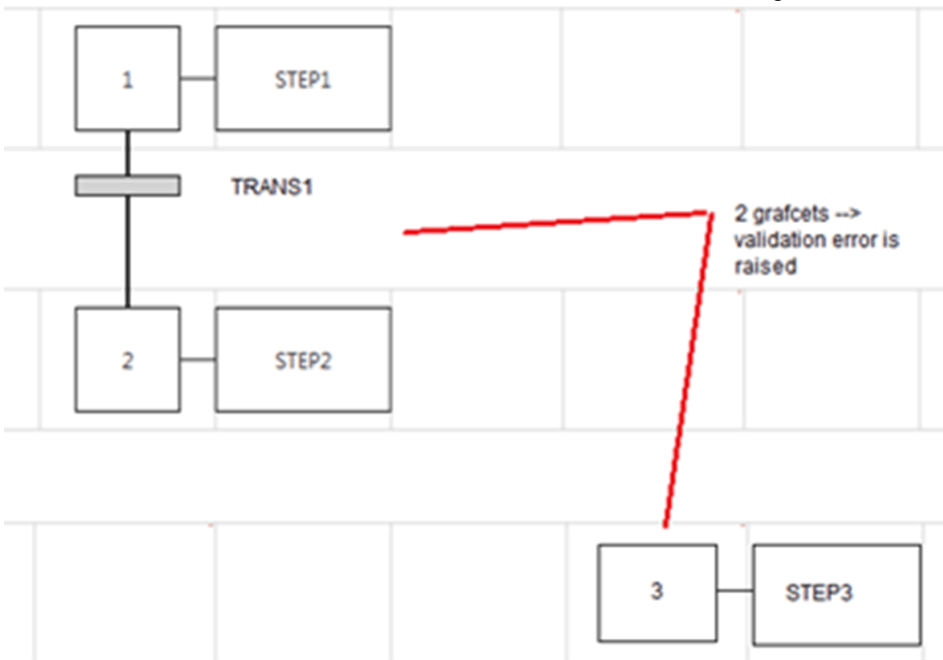 1
STEP1
TRANS1
2 grafcets -->
validation error is
raised
2
STEP2
3
STEP3